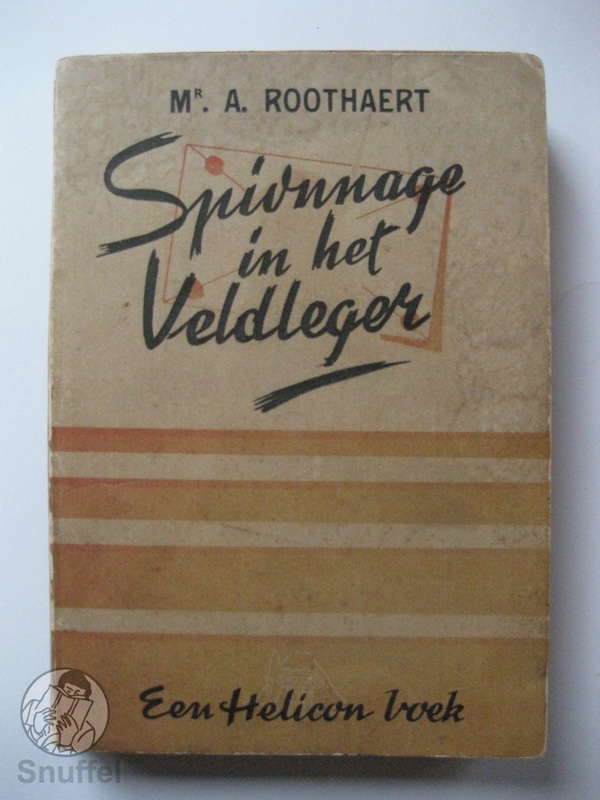 Mr. A. ROOTHAERT
Spionnage
in het
Veldleger
Een Helicon boek
Snuffel